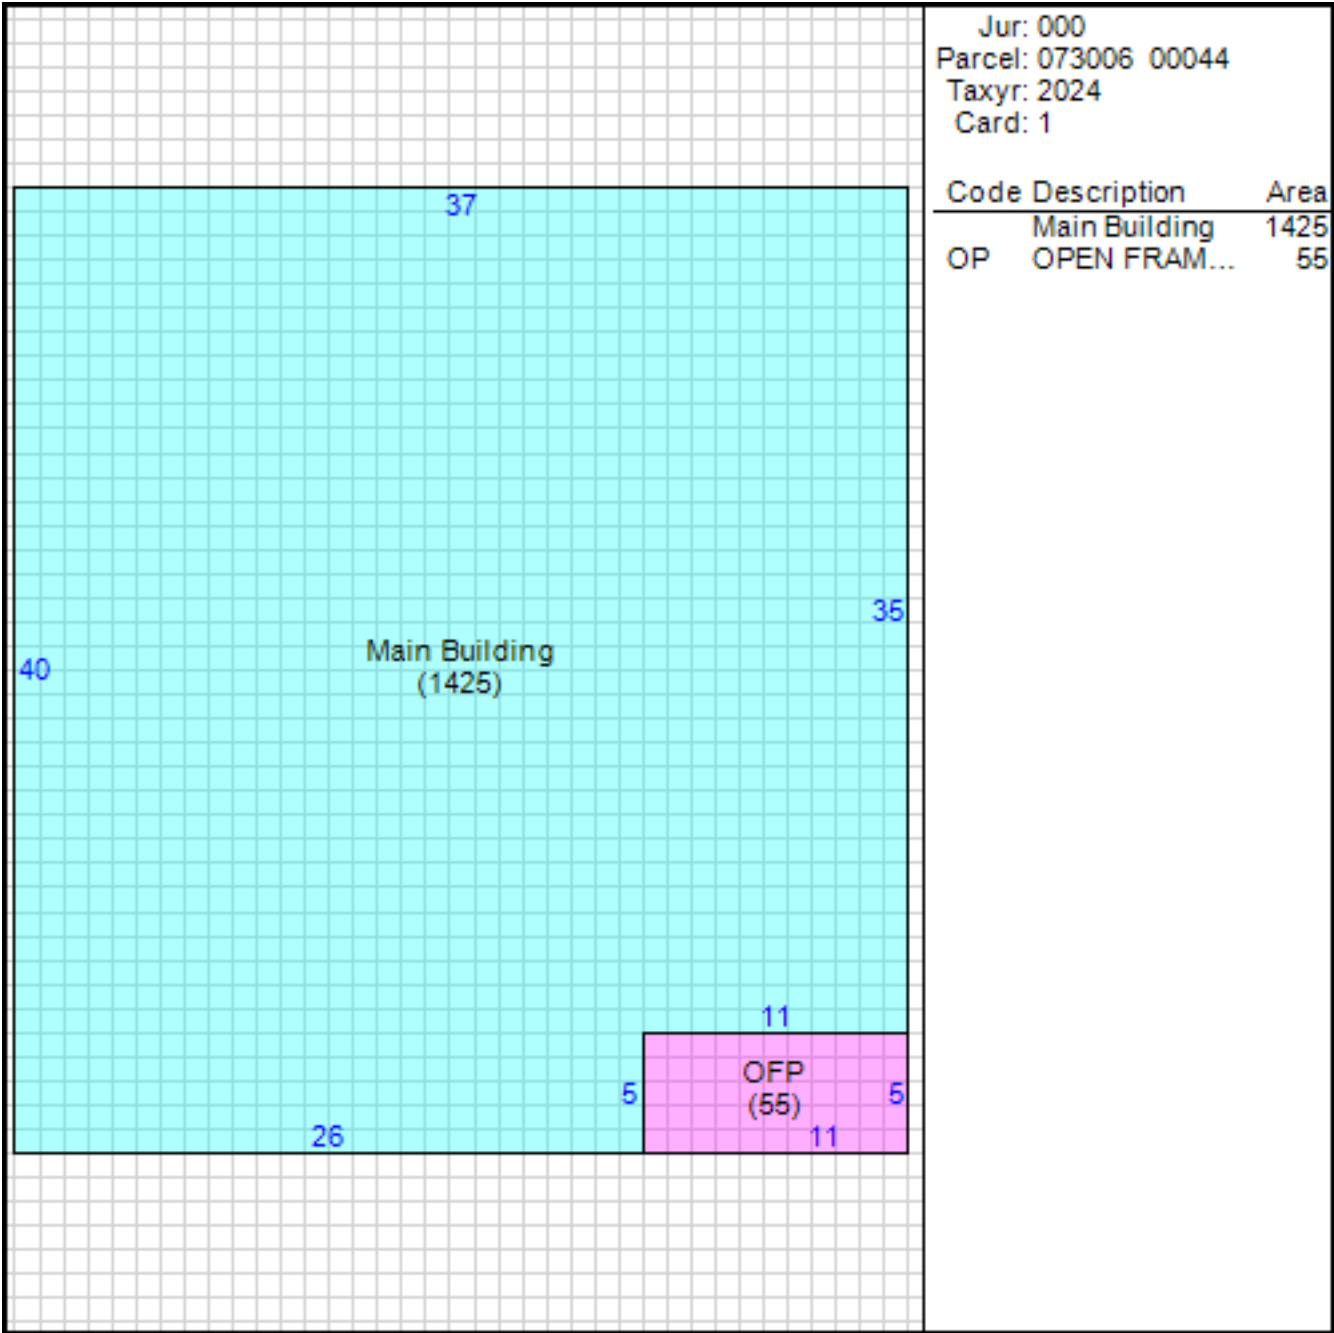 Jur: 000
Parcel: 073006 00044
Taxyr: 2024
Card: 1
Code Description Area
Main Building 1425
OP OPEN FRAM... 55
37
35
40
Main Building
(1425)
11
OFP
(55)
5
5
26
11